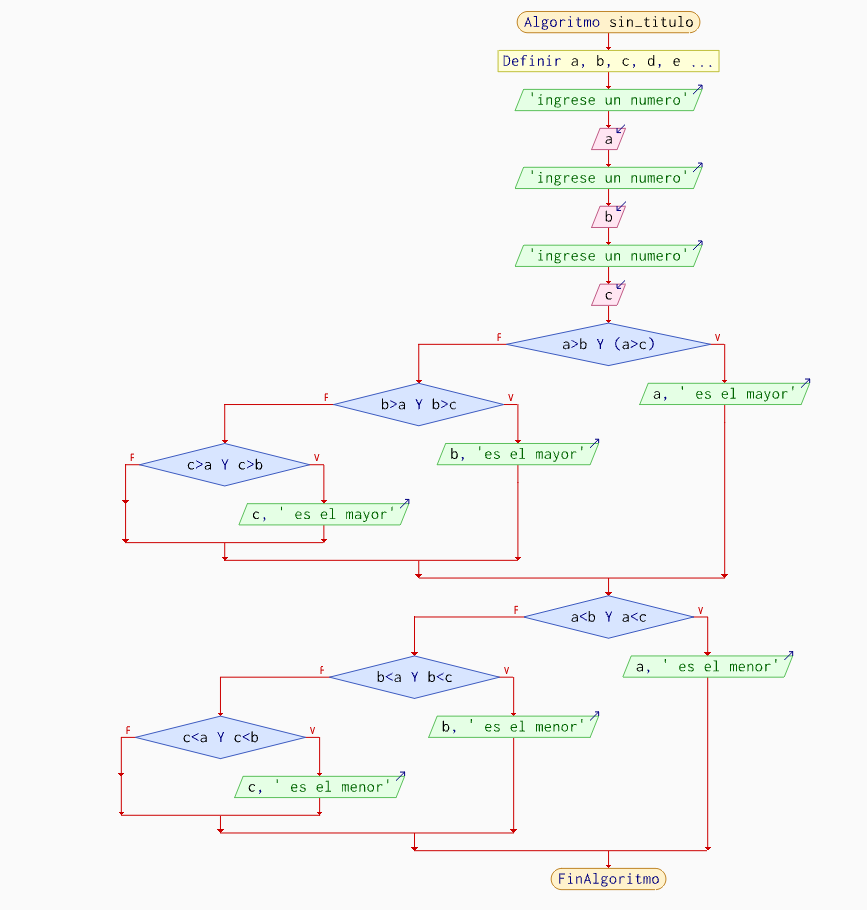 Algoritmo sin_titulo
Definir a, b, c, d, e ...
'ingrese un numero'
a
'ingrese un numero'
b
'ingrese un numero'
c
F
a>b Y (a>c)
V
a, ' es el mayor'
F
b>a Y b>c
V
b, 'es el mayor'
F
c>a Y c>b
V
c, ' es el mayor'
F
a<b Y a<c
V
a, ' es el menor'
F
b<a Y b<c
V
b, ' es el menor'
F
c<a Y c<b
V
c, ' es el menor'
FinAlgoritmo